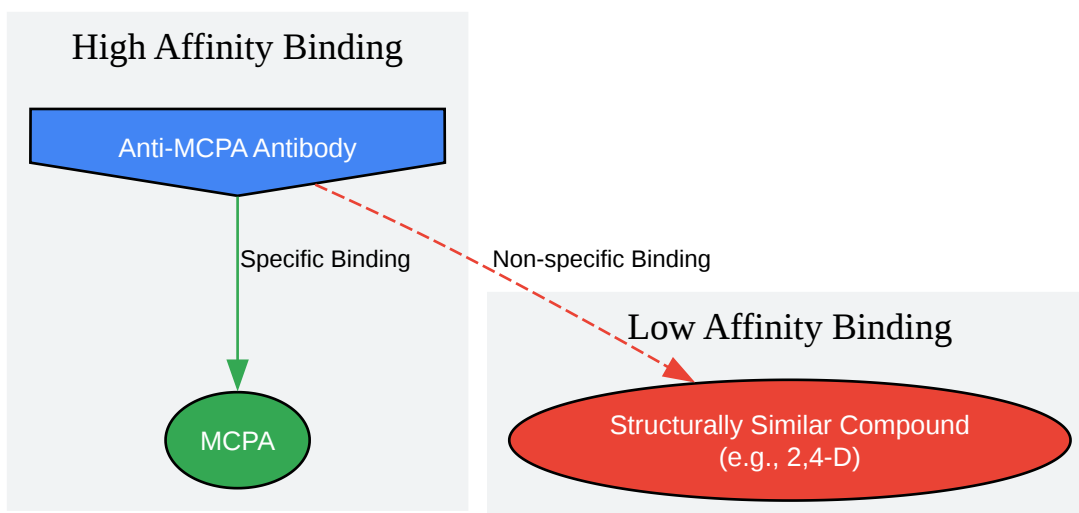 High Affinity Binding
Anti-MCPA Antibody
Specific Binding
Non-specific Binding
MCPA
Low Affinity Binding
Structurally Similar Compound
(e.g., 2,4-D)